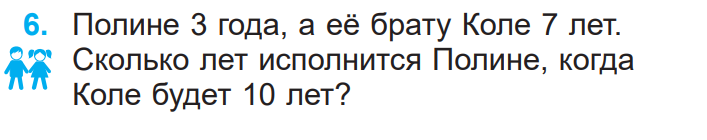 6. Полине 3 года, а её брату Коле 7 лет.
Сколько лет исполнится Полине, когда
Коле будет 10 лет?